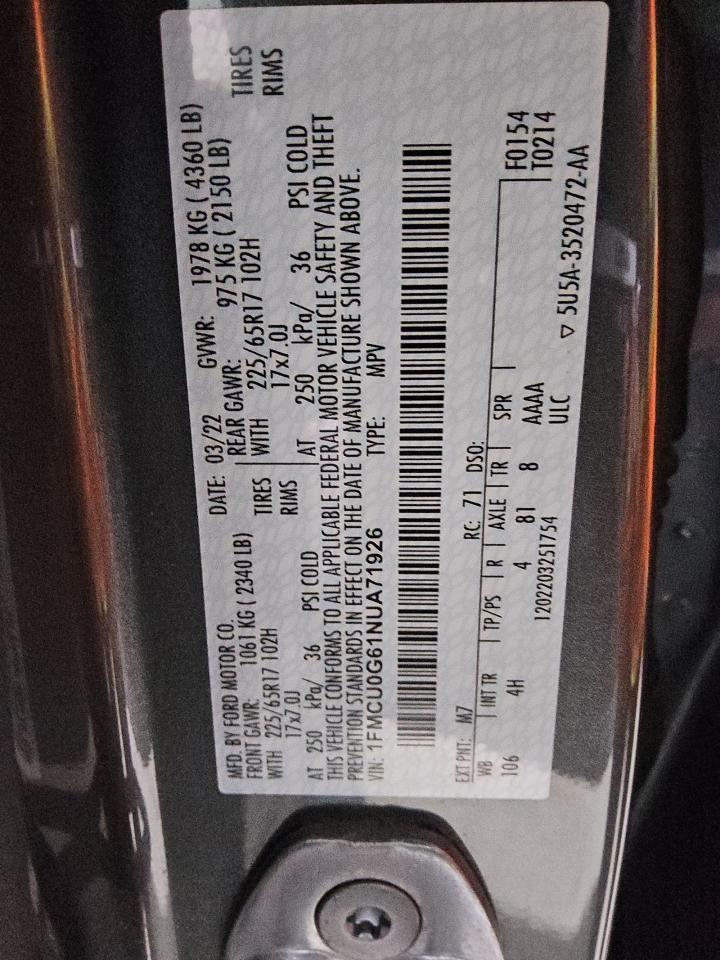 MFD. BY FORD MOTOR CO.
DATE: 03/22 GVWR: 1978 KG ( 4360 LB)
FRONT GAWR: 1061 KG ( 2340 LB)
REAR GAWR: 975 KG ( 2150 LB)
WITH 225/65R17 102H TIRES
WITH 225/65R17 102H TIRES
17x7.0J RIMS
17x7.0J RIMS
AT 250 kPa/ 36 PSI COLD
AT 250 kPa/ 36 PSI COLD
THIS VEHICLE CONFORMS TO ALL APPLICABLE FEDERAL MOTOR VEHICLE SAFETY AND THEFT
PREVENTION STANDARDS IN EFFECT ON THE DATE OF MANUFACTURE SHOWN ABOVE.
VIN: 1FMCU0G61NUA71926 TYPE: MPV
EXT PNT: M7 RC: 71 DSO:
WB INT TR TP/PS R AXLE TR SPR
F0154
106 4H 4 81 8 AAAA T0214
1202203251754 ULC
▽ 5U5A-3520472-AA